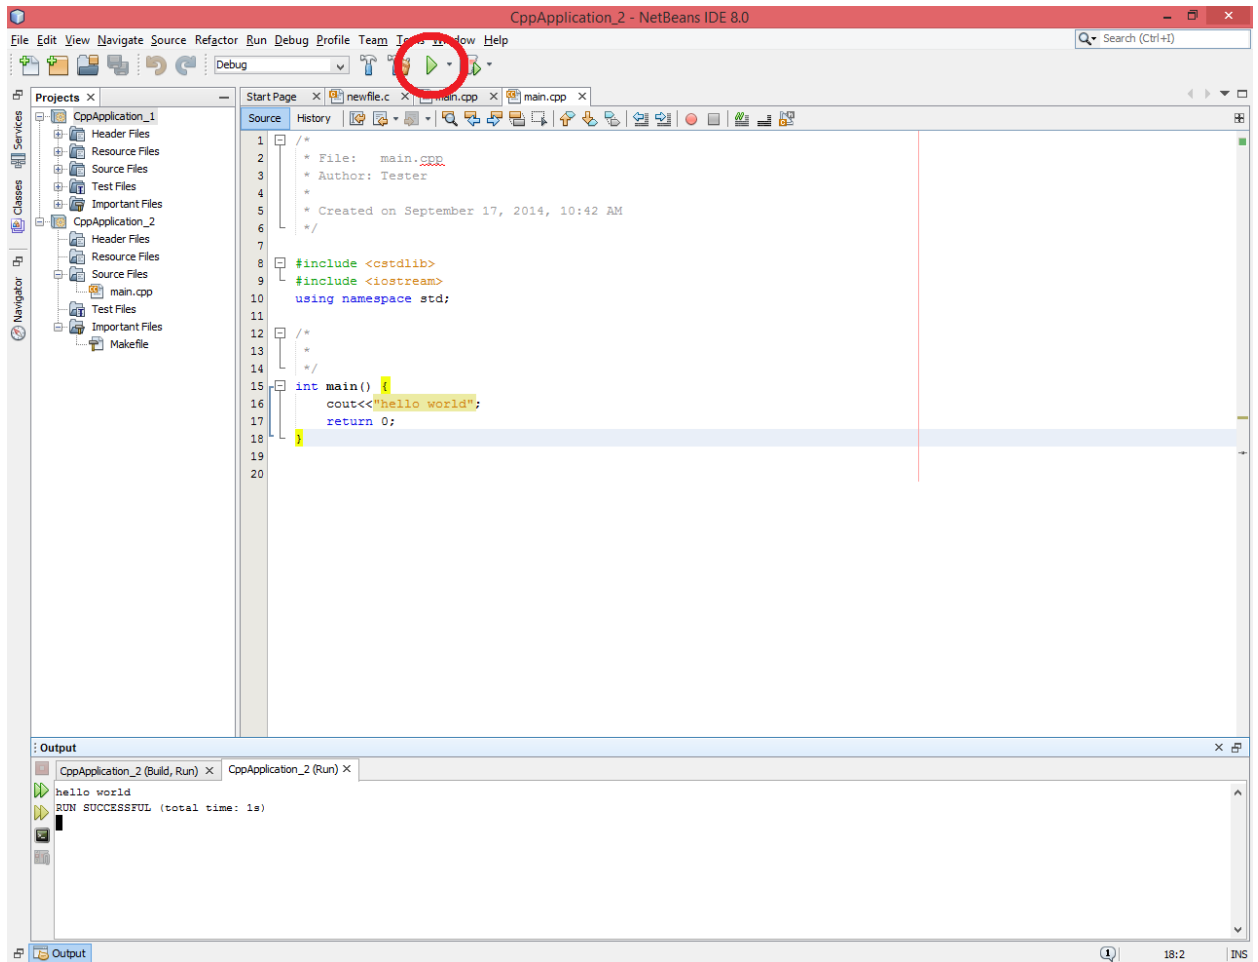 CppApplication_2 - NetBeans IDE 8.0
File Edit View Navigate Source Refactor Run Debug Profile Team Window Help
Search (Ctrl+I)
Debug
Projects
Start Page newfile.c main.cpp main.cpp
Source History
Services
Classes
Navigator
CppApplication_1
Header Files
Resource Files
Source Files
Test Files
Important Files
CppApplication_2
Header Files
Resource Files
Source Files
main.cpp
Test Files
Important Files
Makefile
1 /*
2 * File: main.cpp
3 * Author: Tester
4 *
5 * Created on September 17, 2014, 10:42 AM
6 */
7
8 #include <cstdlib>
9 #include <iostream>
10 using namespace std;
11
12 /*
13 *
14 */
15 int main() {
16 cout<<"hello world";
17 return 0;
18 }
19
20
Output
CppApplication_2 (Build, Run) CppApplication_2 (Run)
hello world
RUN SUCCESSFUL (total time: 1s)
Output
1
18:2
INS